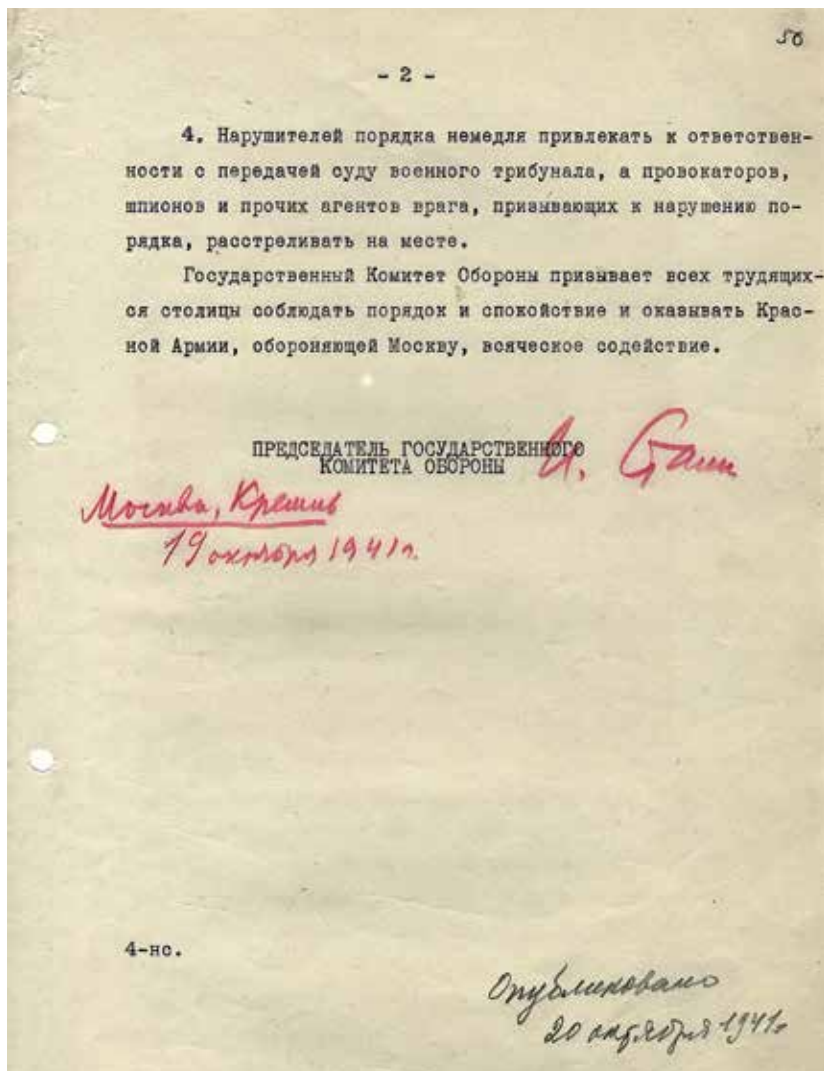 50
- 2 -
4. Нарушителей порядка немедля привлекать к ответствен-
ности с передачей суду военного трибунала, а провокаторов,
шпионов и прочих агентов врага, призывающих к нарушению по-
рядка, расстреливать на месте.
Государственный Комитет Обороны призывает всех трудящих-
ся столицы соблюдать порядок и спокойствие и оказывать Крас-
ной Армии, обороняющей Москву, всяческое содействие.
ПРЕДСЕДАТЕЛЬ ГОСУДАРСТВЕННОГО
КОМИТЕТА ОБОРОНЫ И. Сталин
Москва, Кремль
19 октября 1941 г.
4-нс.
Опубликовано
20 октября 1941г